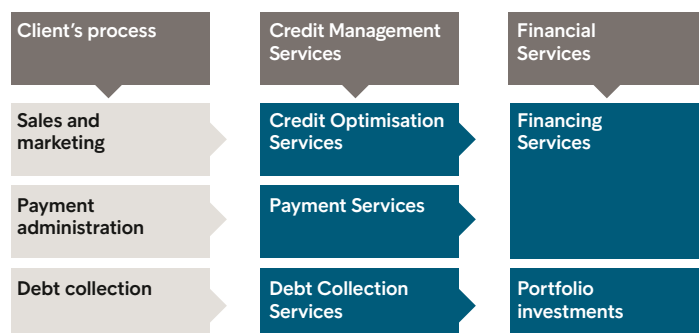 Client’s process
Credit Management
Services
Financial
Services
Sales and
marketing
Credit Optimisation
Services
Financing
Services
Payment
administration
Payment Services
Debt collection
Debt Collection
Services
Portfolio
investments